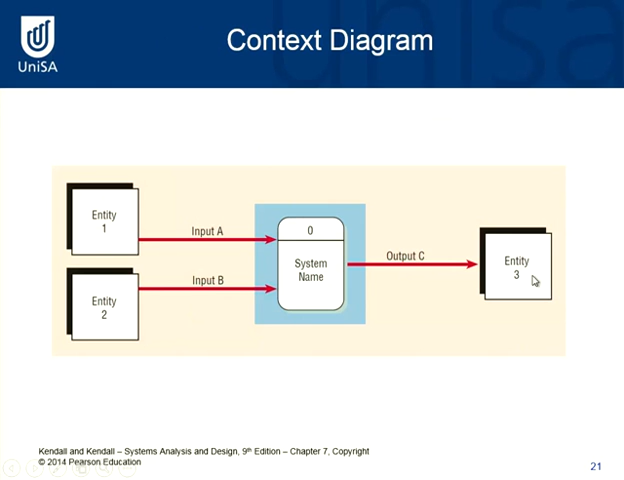 UniSA
Context Diagram
Entity
1
Input A
0
System
Name
Output C
Entity
3
Input B
Entity
2
Kendall and Kendall – Systems Analysis and Design, 9th Edition – Chapter 7, Copyright
© 2014 Pearson Education
21